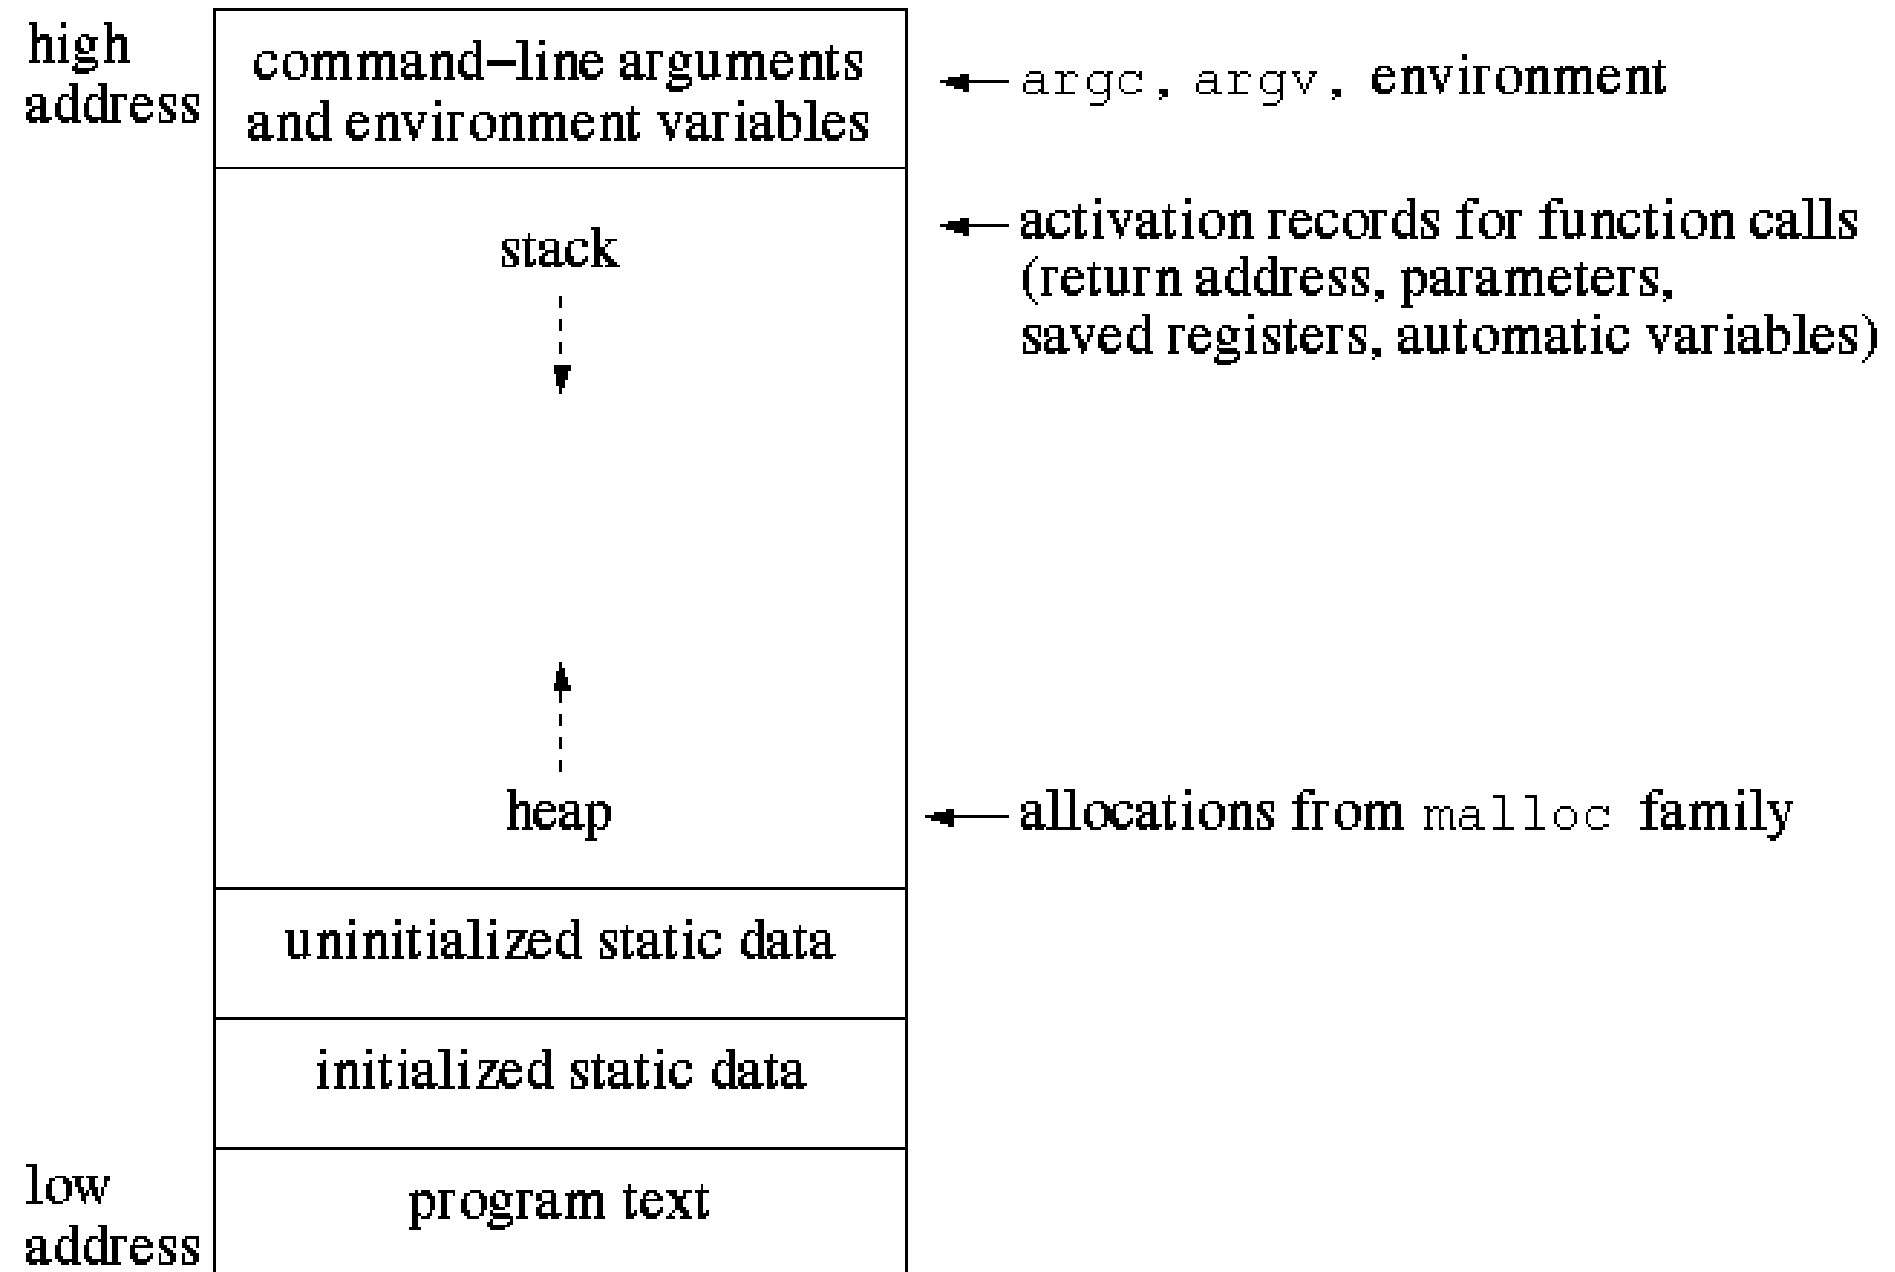 high
address
command–line arguments
and environment variables
argc, argv, environment
stack
activation records for function calls
(return address, parameters,
saved registers, automatic variables)
heap
allocations from malloc family
uninitialized static data
initialized static data
low
address
program text